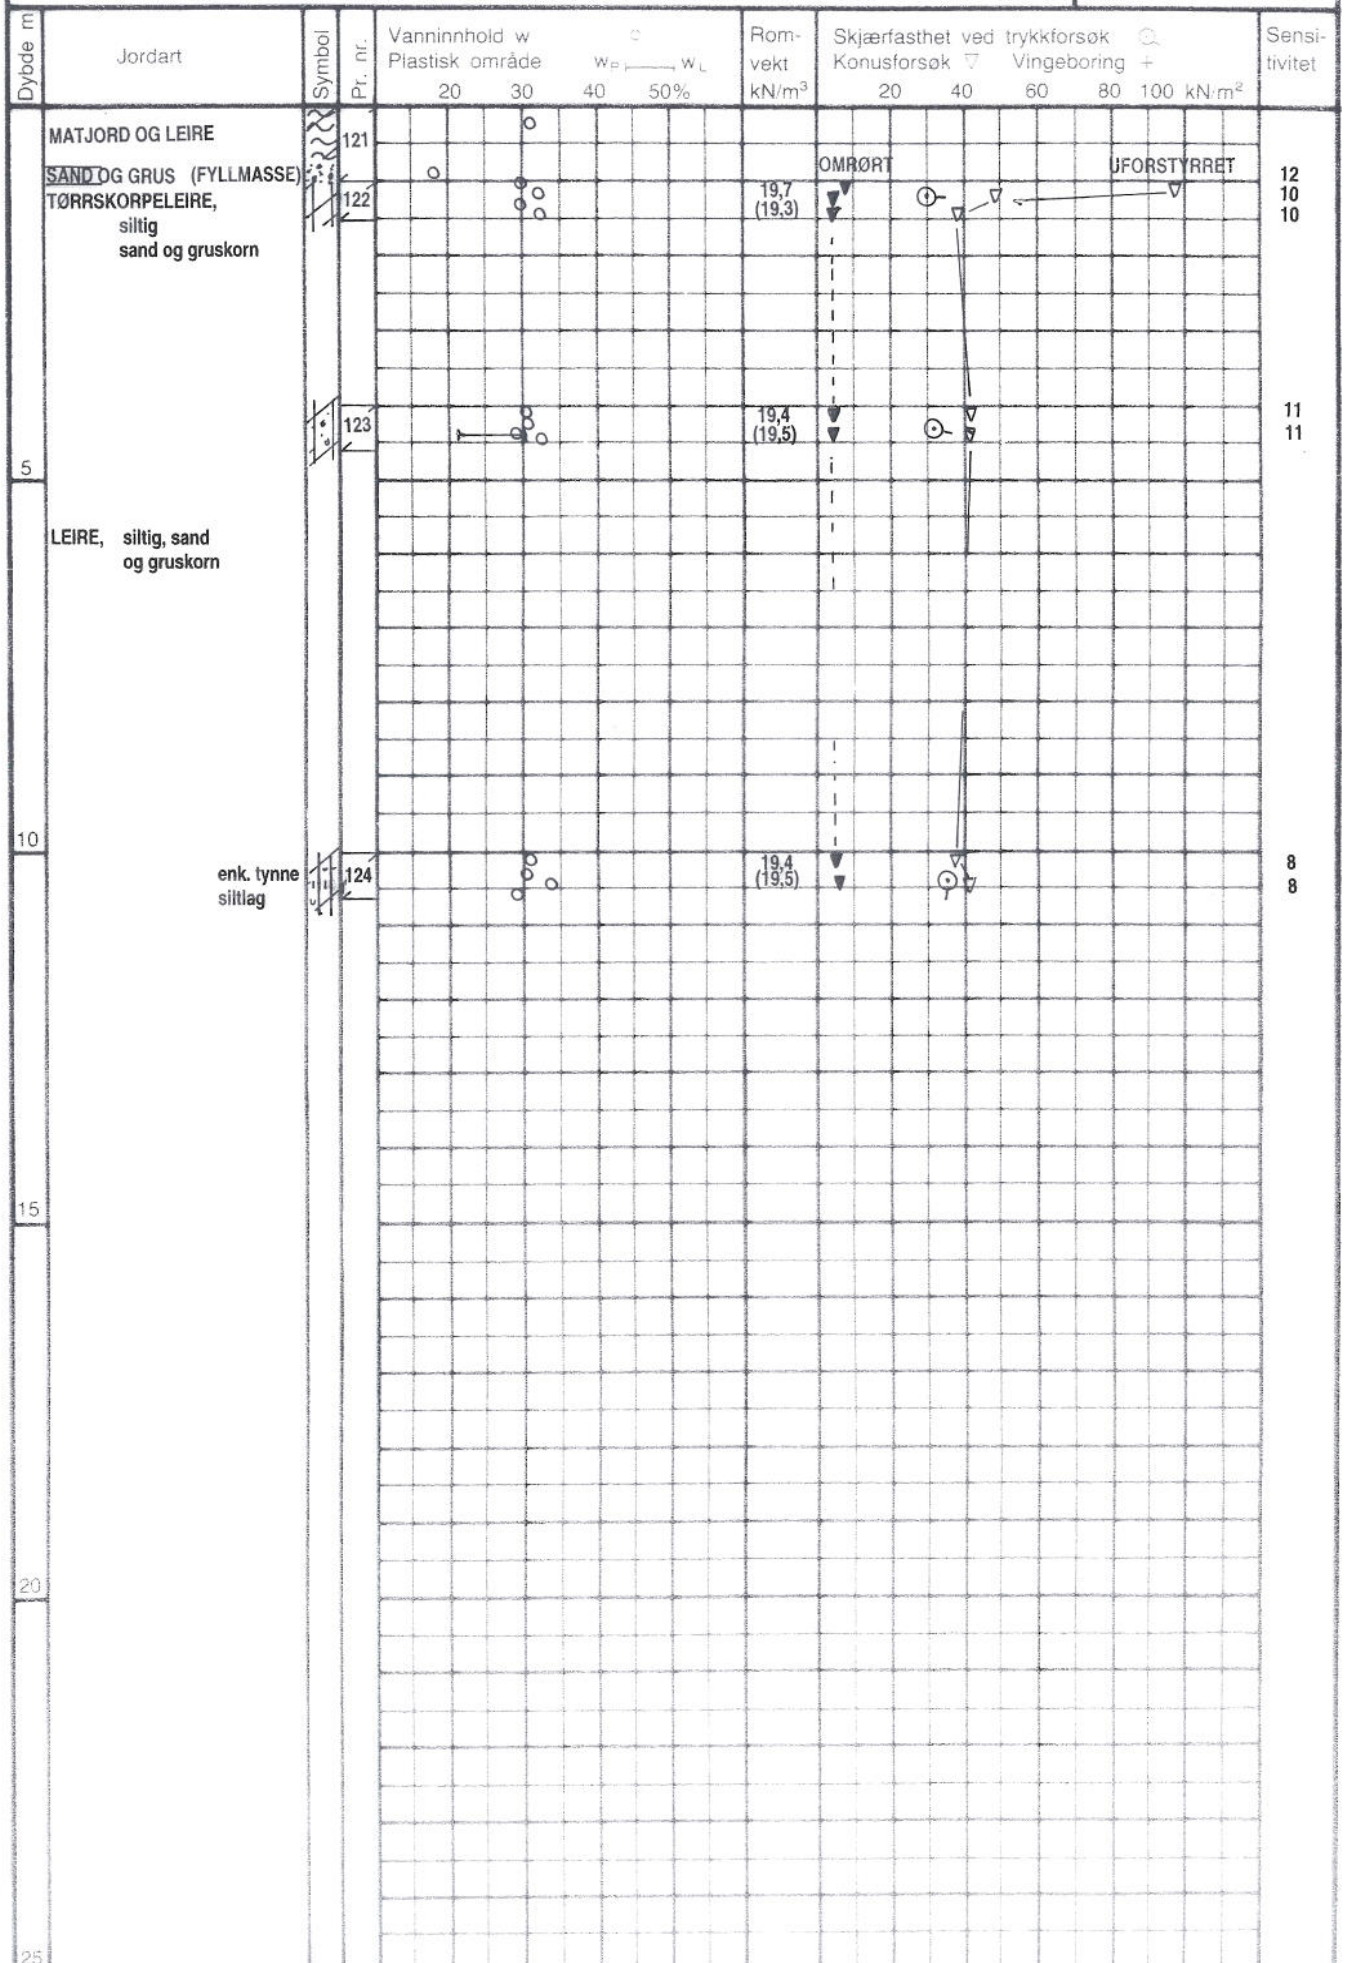 Dybde m
Jordart
Symbol
Pr. nr.
Vanninnhold w
Plastisk område wP wL
20 30 40 50%
Rom-
vekt
kN/m³
Skjærfasthet ved trykkforsøk
Konusforsøk ▽ Vingeboring +
20 40 60 80 100 kN/m²
Sensi-
tivitet
MATJORD OG LEIRE
121
SAND OG GRUS (FYLLMASSE)
OMRØRT UFORSTYRRET
12
TØRRSKORPELEIRE,
siltig
sand og gruskorn
122
19,7
(19,3)
10
10
123
19,4
(19,5)
11
11
5
LEIRE, siltig, sand
og gruskorn
10
enk. tynne
siltlag
124
19,4
(19,5)
8
8
15
20
25